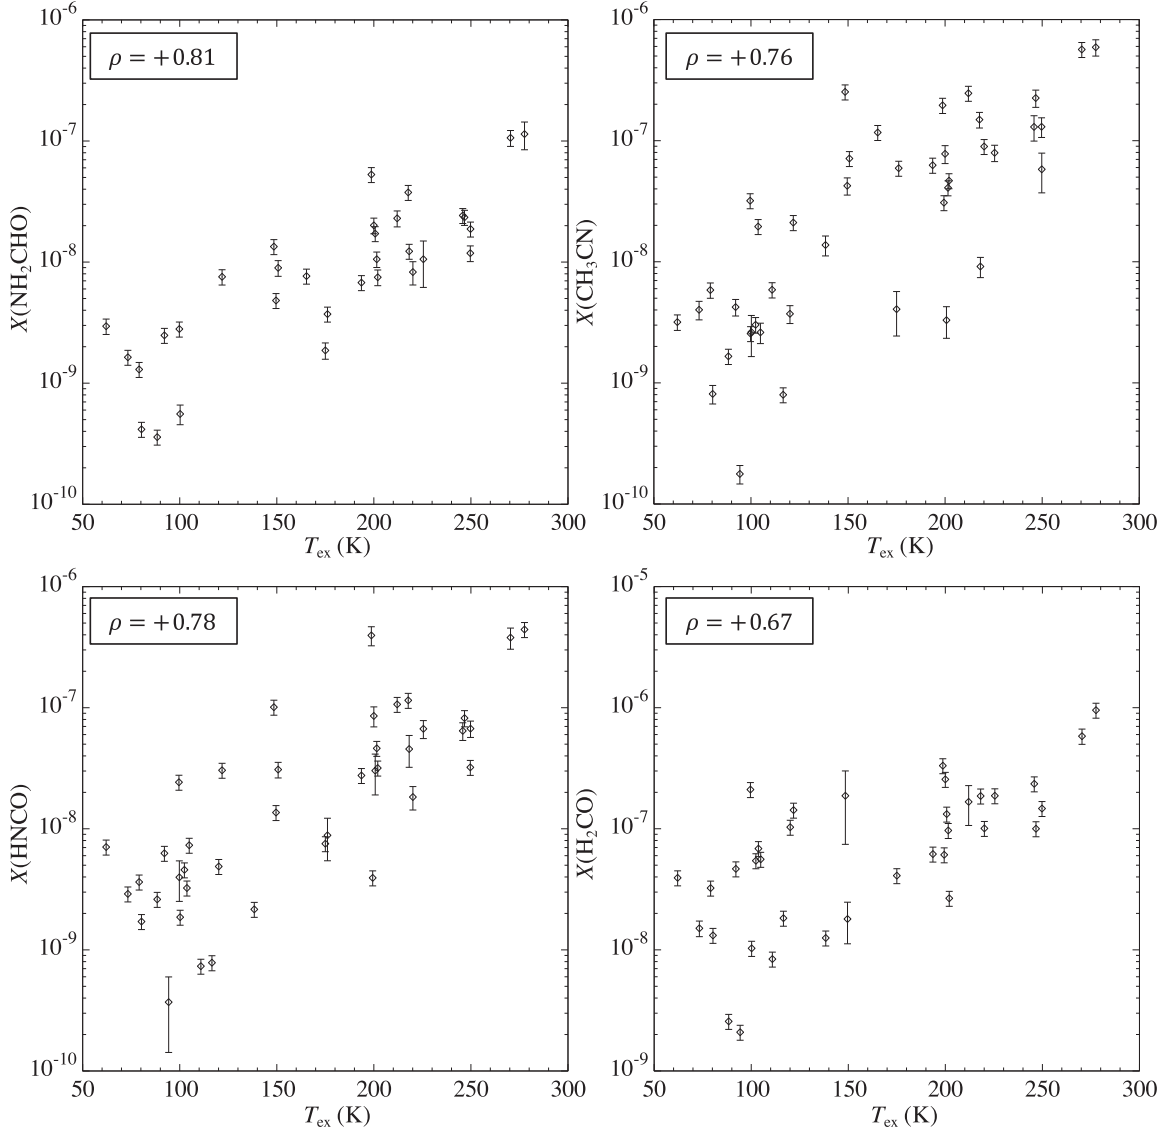 10⁻⁶
ρ = +0.81
10⁻⁷
X(NH₂CHO)
10⁻⁸
10⁻⁹
10⁻¹⁰
50 100 150 200 250 300
Tₑₓ (K)
10⁻⁶
ρ = +0.76
10⁻⁷
X(CH₃CN)
10⁻⁸
10⁻⁹
10⁻¹⁰
50 100 150 200 250 300
Tₑₓ (K)
10⁻⁶
ρ = +0.78
10⁻⁷
X(HNCO)
10⁻⁸
10⁻⁹
10⁻¹⁰
50 100 150 200 250 300
Tₑₓ (K)
10⁻⁵
ρ = +0.67
10⁻⁶
10⁻⁷
X(H₂CO)
10⁻⁸
10⁻⁹
50 100 150 200 250 300
Tₑₓ (K)